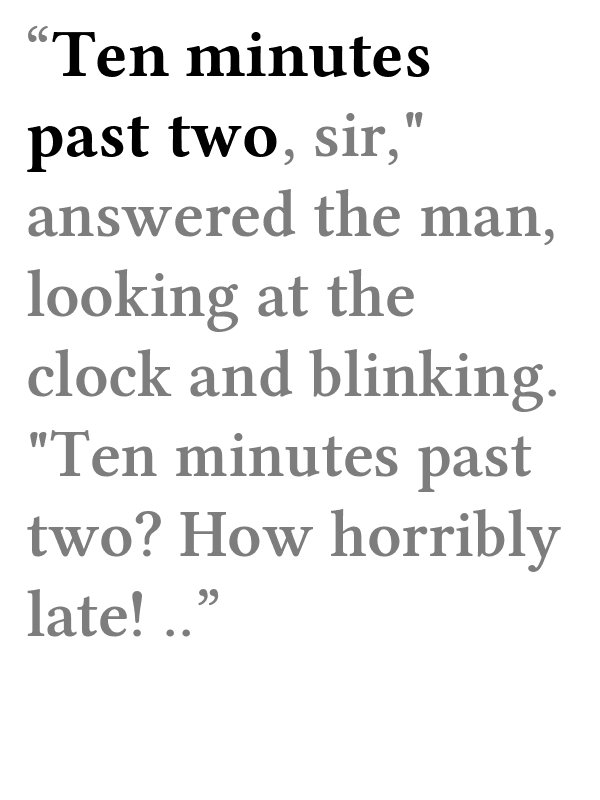 “Ten minutes
past two, sir,"
answered the man,
looking at the
clock and blinking.
"Ten minutes past
two? How horribly
late! ..”